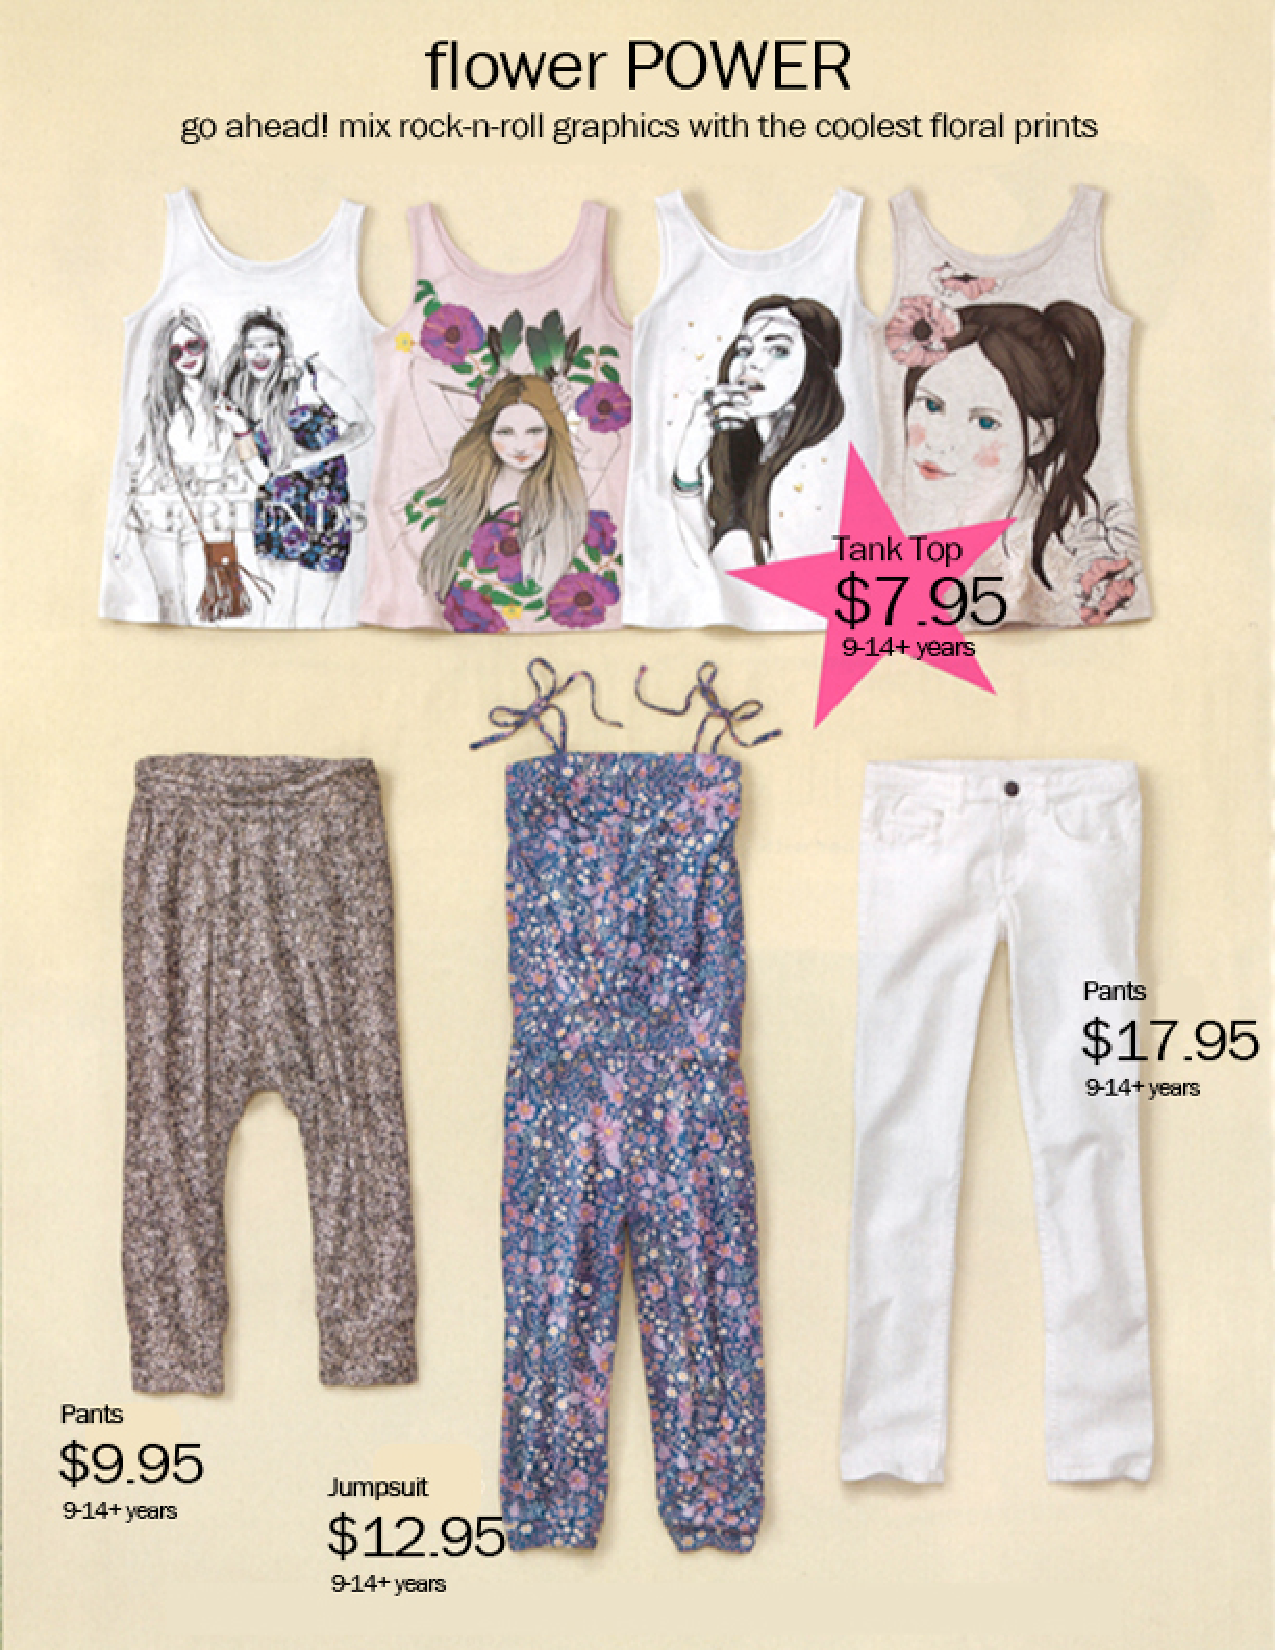 flower POWER
go ahead! mix rock-n-roll graphics with the coolest floral prints
LOVE
&FRIENDS
Tank Top
$7.95
9-14+ years
Pants
$17.95
9-14+ years
Pants
$9.95
9-14+ years
Jumpsuit
$12.95
9-14+ years